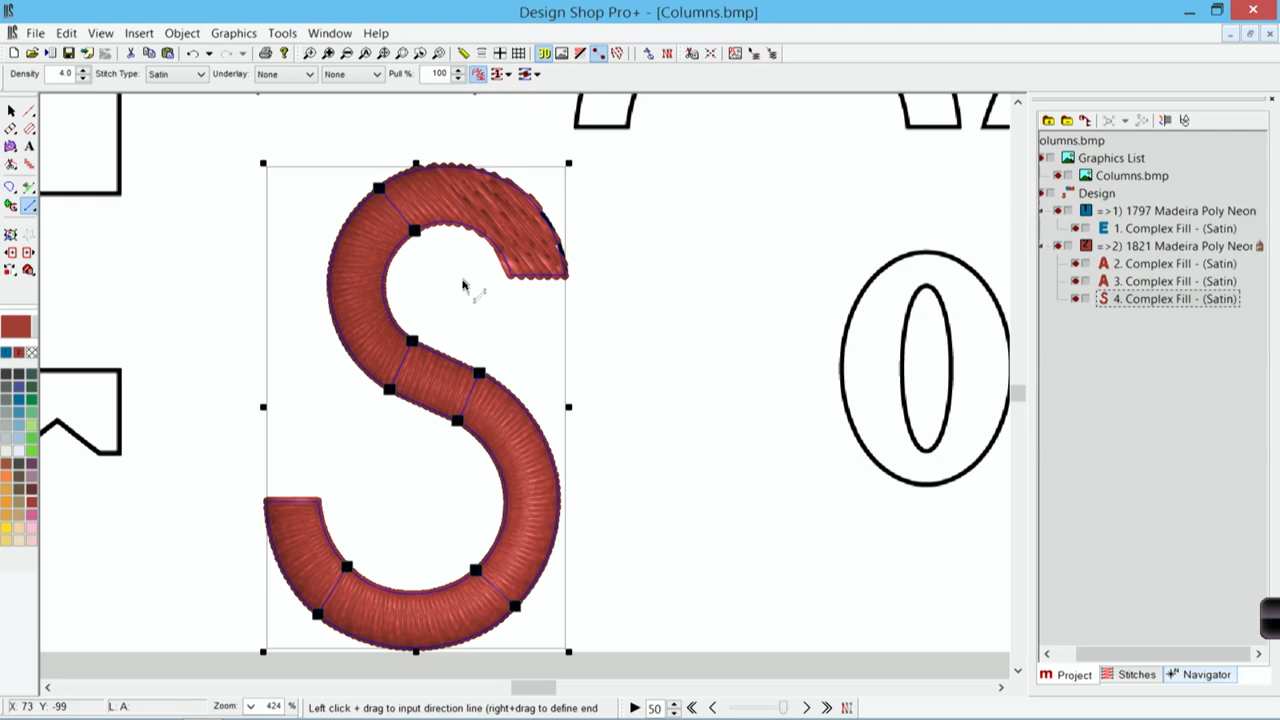 Design Shop Pro+ - [Columns.bmp]
File Edit View Insert Object Graphics Tools Window Help
3D
Density 4.0 Stitch Type: Satin Underlay: None None Pull %: 100
olumns.bmp
Graphics List
Columns.bmp
Design
=>1) 1797 Madeira Poly Neon
E 1. Complex Fill - (Satin)
=>2) 1821 Madeira Poly Neon
A 2. Complex Fill - (Satin)
A 3. Complex Fill - (Satin)
S 4. Complex Fill - (Satin)
Project Stitches Navigator
X: 73 Y: -99 L: A: Zoom: 424 % Left click + drag to input direction line (right+drag to define end 50